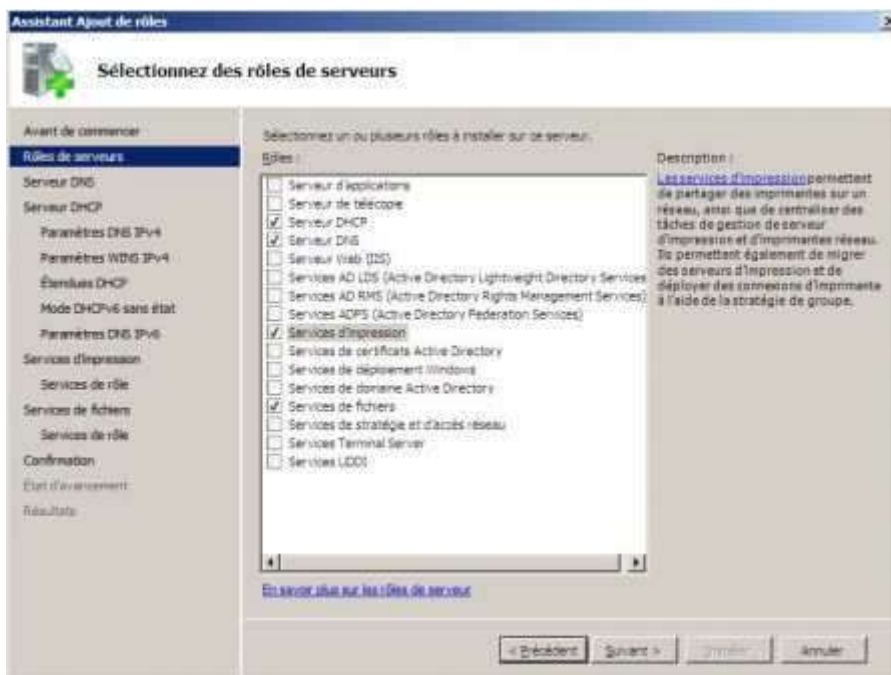 Assistant Ajout de rôles
Sélectionnez des rôles de serveurs
Avant de commencer
Rôles de serveurs
Serveur DNS
Serveur DHCP
Paramètres DNS IPv4
Paramètres WINS IPv4
Étendues DHCP
Mode DHCPv6 sans état
Paramètres DNS IPv6
Services d'impression
Services de rôle
Services de fichiers
Services de rôle
Confirmation
État d'avancement
Résultats
Sélectionnez un ou plusieurs rôles à installer sur ce serveur.
Rôles :
Serveur d'applications
Serveur de télécopie
Serveur DHCP
Serveur DNS
Serveur Web (IIS)
Services AD LDS (Active Directory Lightweight Directory Services
Services AD RMS (Active Directory Rights Management Services)
Services ADFS (Active Directory Federation Services)
Services d'impression
Services de certificats Active Directory
Services de déploiement Windows
Services de domaine Active Directory
Services de fichiers
Services de stratégie et d'accès réseau
Services Terminal Server
Services UDDI
En savoir plus sur les rôles de serveur
Description :
Les services d'impression permettent
de partager des imprimantes sur un
réseau, ainsi que de centraliser des
tâches de gestion de serveur
d'impression et d'imprimantes réseau.
Ils permettent également de migrer
des serveurs d'impression et de
déployer des connexions d'imprimante
à l'aide de la stratégie de groupe.
< Précédent
Suivant >
Installer
Annuler